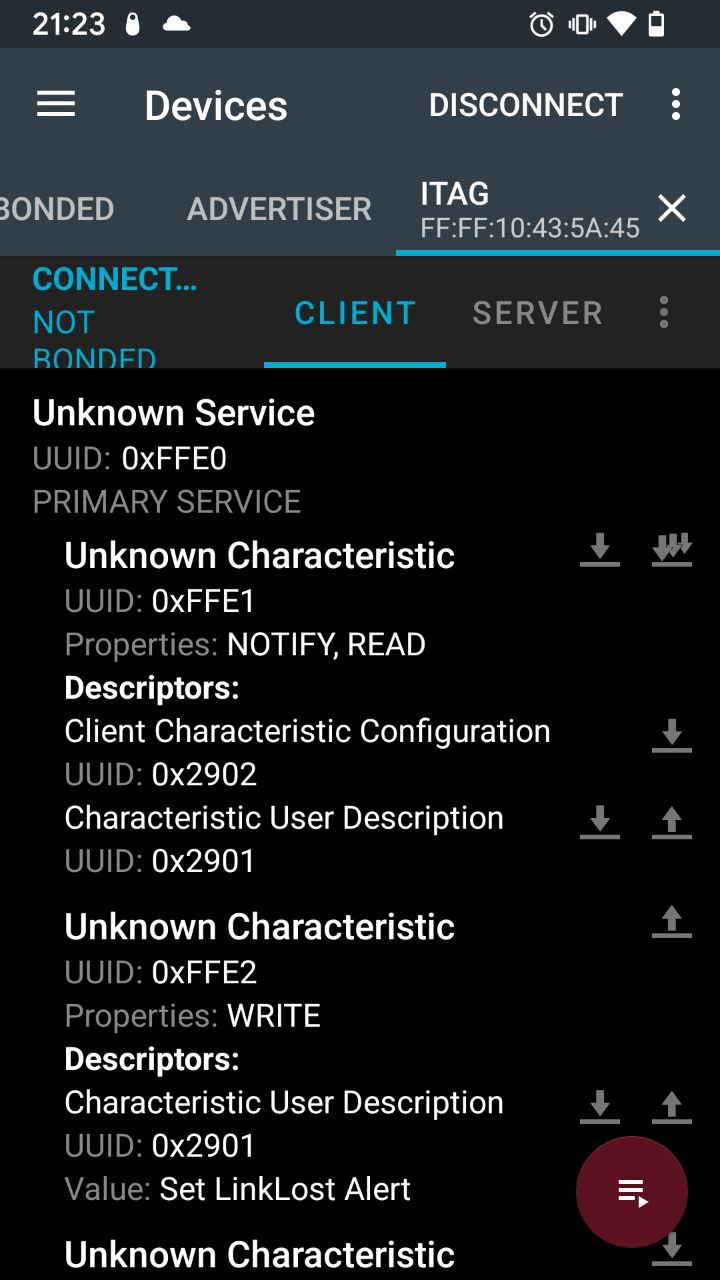 21:23
Devices
DISCONNECT
BONDED
ADVERTISER
ITAG
FF:FF:10:43:5A:45
CONNECT...
NOT
BONDED
CLIENT
SERVER
Unknown Service
UUID: 0xFFE0
PRIMARY SERVICE
Unknown Characteristic
UUID: 0xFFE1
Properties: NOTIFY, READ
Descriptors:
Client Characteristic Configuration
UUID: 0x2902
Characteristic User Description
UUID: 0x2901
Unknown Characteristic
UUID: 0xFFE2
Properties: WRITE
Descriptors:
Characteristic User Description
UUID: 0x2901
Value: Set LinkLost Alert
Unknown Characteristic